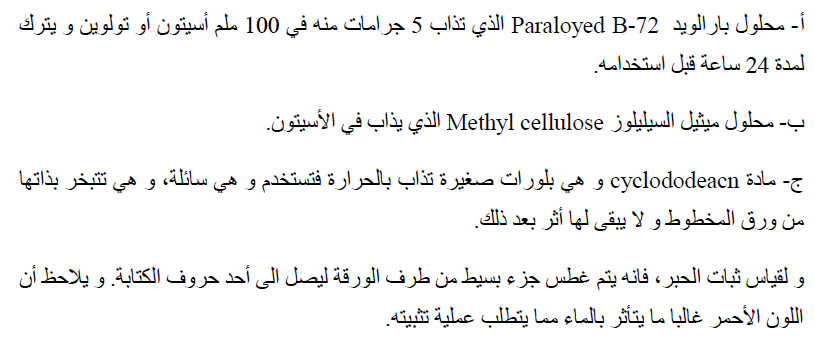 أ- محلول بارالويد Paraloyed B-72 الذي تذاب 5 جرامات منه في 100 ملم أسيتون أو تولوين و يترك
لمدة 24 ساعة قبل استخدامه.
ب- محلول ميثيل السيليلوز Methyl cellulose الذي يذاب في الأسيتون.
ج- مادة cyclododeacn و هي بلورات صغيرة تذاب بالحرارة فتستخدم و هي سائلة، و هي تتبخر بذاتها
من ورق المخطوط و لا يبقى لها أثر بعد ذلك.
و لقياس ثبات الحبر، فانه يتم غطس جزء بسيط من طرف الورقة ليصل الى أحد حروف الكتابة. و يلاحظ أن
اللون الأحمر غالبا ما يتأثر بالماء مما يتطلب عملية تثبيته.